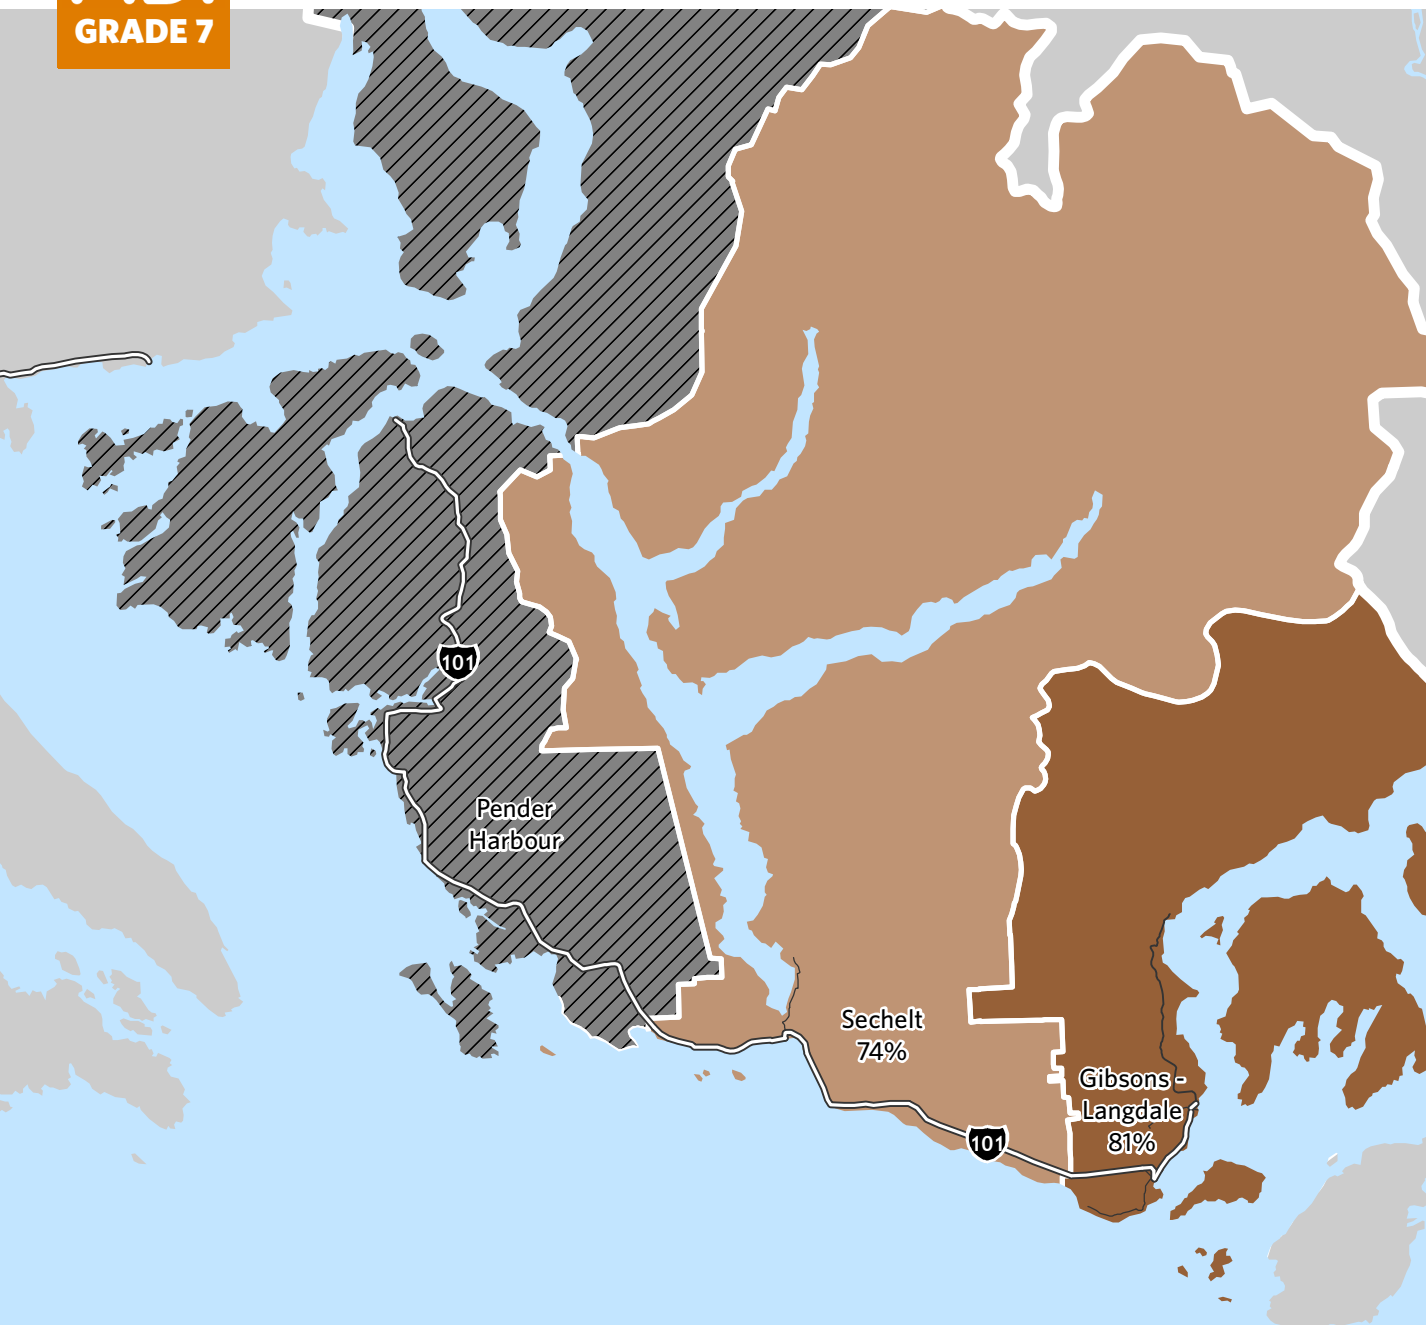 GRADE 7
101
Pender
Harbour
Sechelt
74%
Gibsons -
Langdale
81%
101